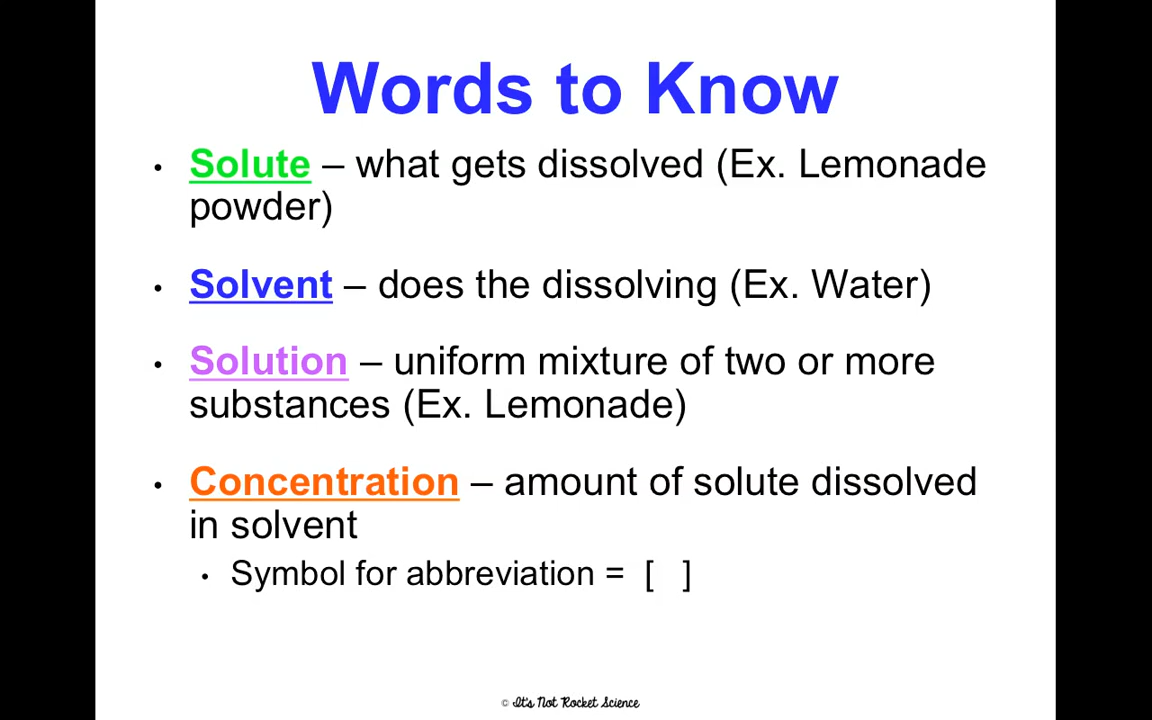 Words to Know
• Solute – what gets dissolved (Ex. Lemonade
powder)
• Solvent – does the dissolving (Ex. Water)
• Solution – uniform mixture of two or more
substances (Ex. Lemonade)
• Concentration – amount of solute dissolved
in solvent
• Symbol for abbreviation = [ ]
© It's Not Rocket Science